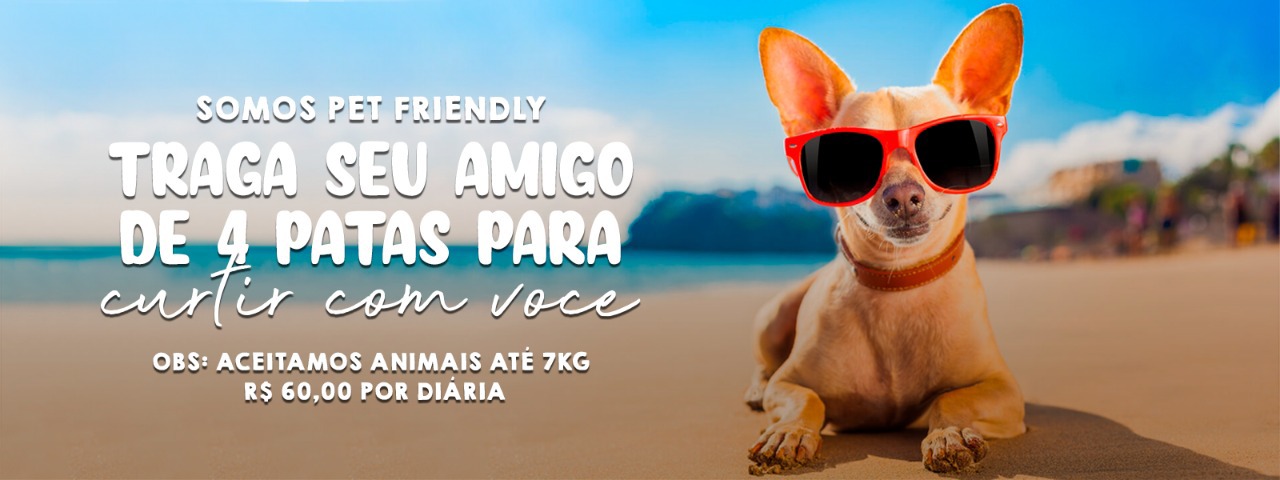 SOMOS PET FRIENDLY
TRAGA SEU AMIGO
DE 4 PATAS PARA
curtir com voce
OBS: ACEITAMOS ANIMAIS ATÉ 7KG
R$ 60,00 POR DIÁRIA